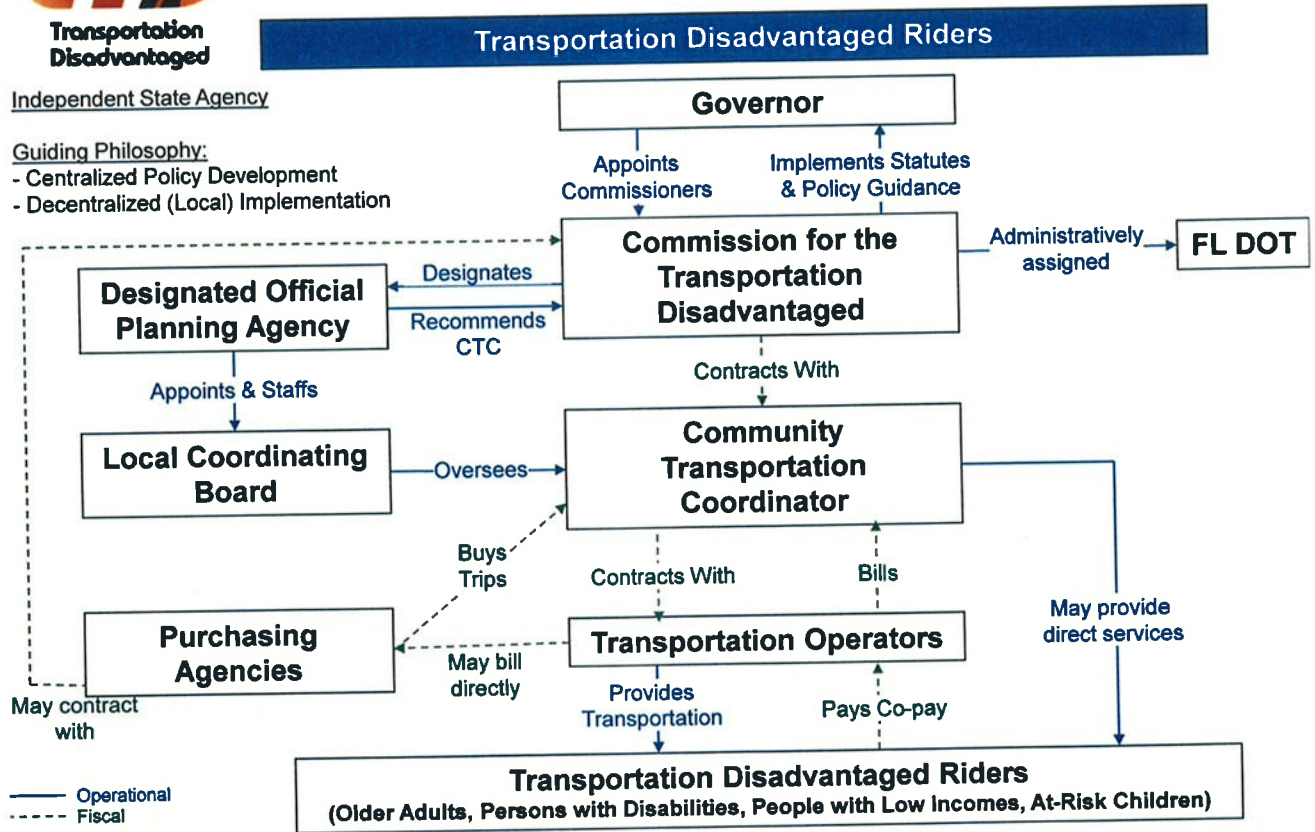 Transportation
Disadvantaged
Transportation Disadvantaged Riders
Independent State Agency
Guiding Philosophy:
- Centralized Policy Development
- Decentralized (Local) Implementation
Governor
Appoints
Commissioners
Implements Statutes
& Policy Guidance
Commission for the
Transportation
Disadvantaged
Administratively
assigned
FL DOT
Designated Official
Planning Agency
Designates
Recommends
CTC
Contracts With
Appoints & Staffs
Local Coordinating
Board
Oversees
Community
Transportation
Coordinator
Buys
Trips
Contracts With
Bills
May provide
direct services
Purchasing
Agencies
May bill
directly
Transportation Operators
May contract
with
Provides
Transportation
Pays Co-pay
Transportation Disadvantaged Riders
(Older Adults, Persons with Disabilities, People with Low Incomes, At-Risk Children)
Operational
Fiscal